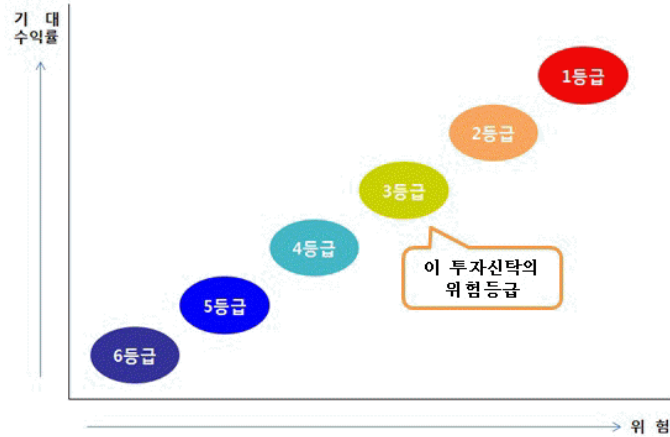 기 대
수익률
1등급
2등급
3등급
4등급
이 투자신탁의
위험등급
5등급
6등급
위 험